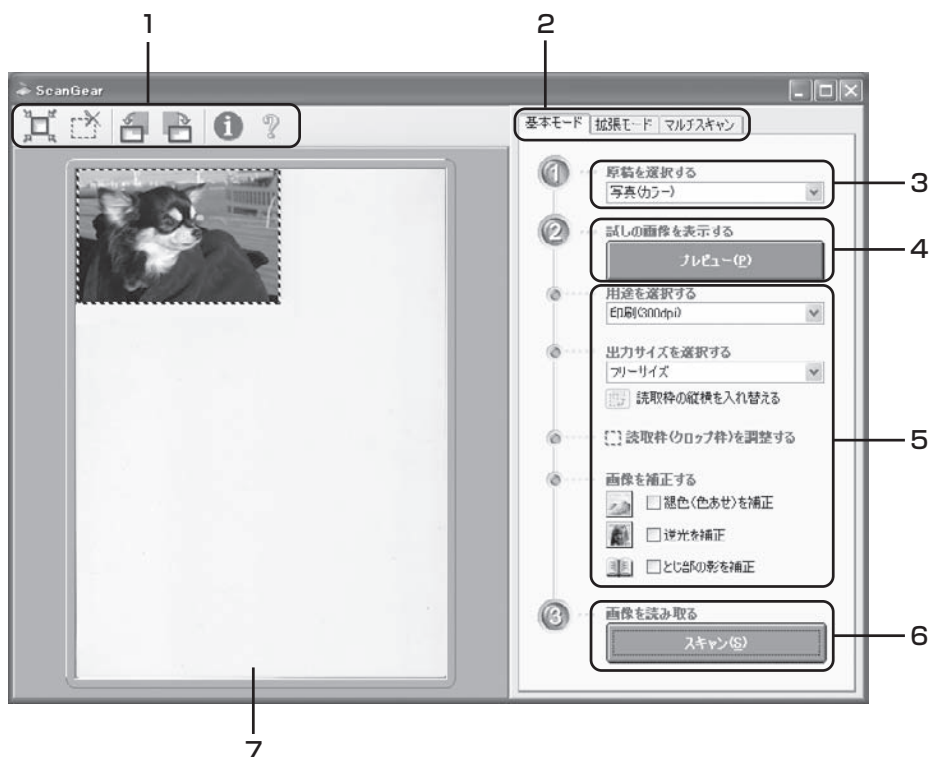 1
2
ScanGear
基本モード 拡張モード マルチスキャン
原稿を選択する
写真(カラー)
3
試しの画像を表示する
プレビュー(P)
4
用途を選択する
印刷(300dpi)
出力サイズを選択する
フリーサイズ
読取枠の縦横を入れ替える
読取枠(クロップ枠)を調整する
5
画像を補正する
褪色(色あせ)を補正
逆光を補正
とじ部の影を補正
画像を読み取る
スキャン(S)
6
7